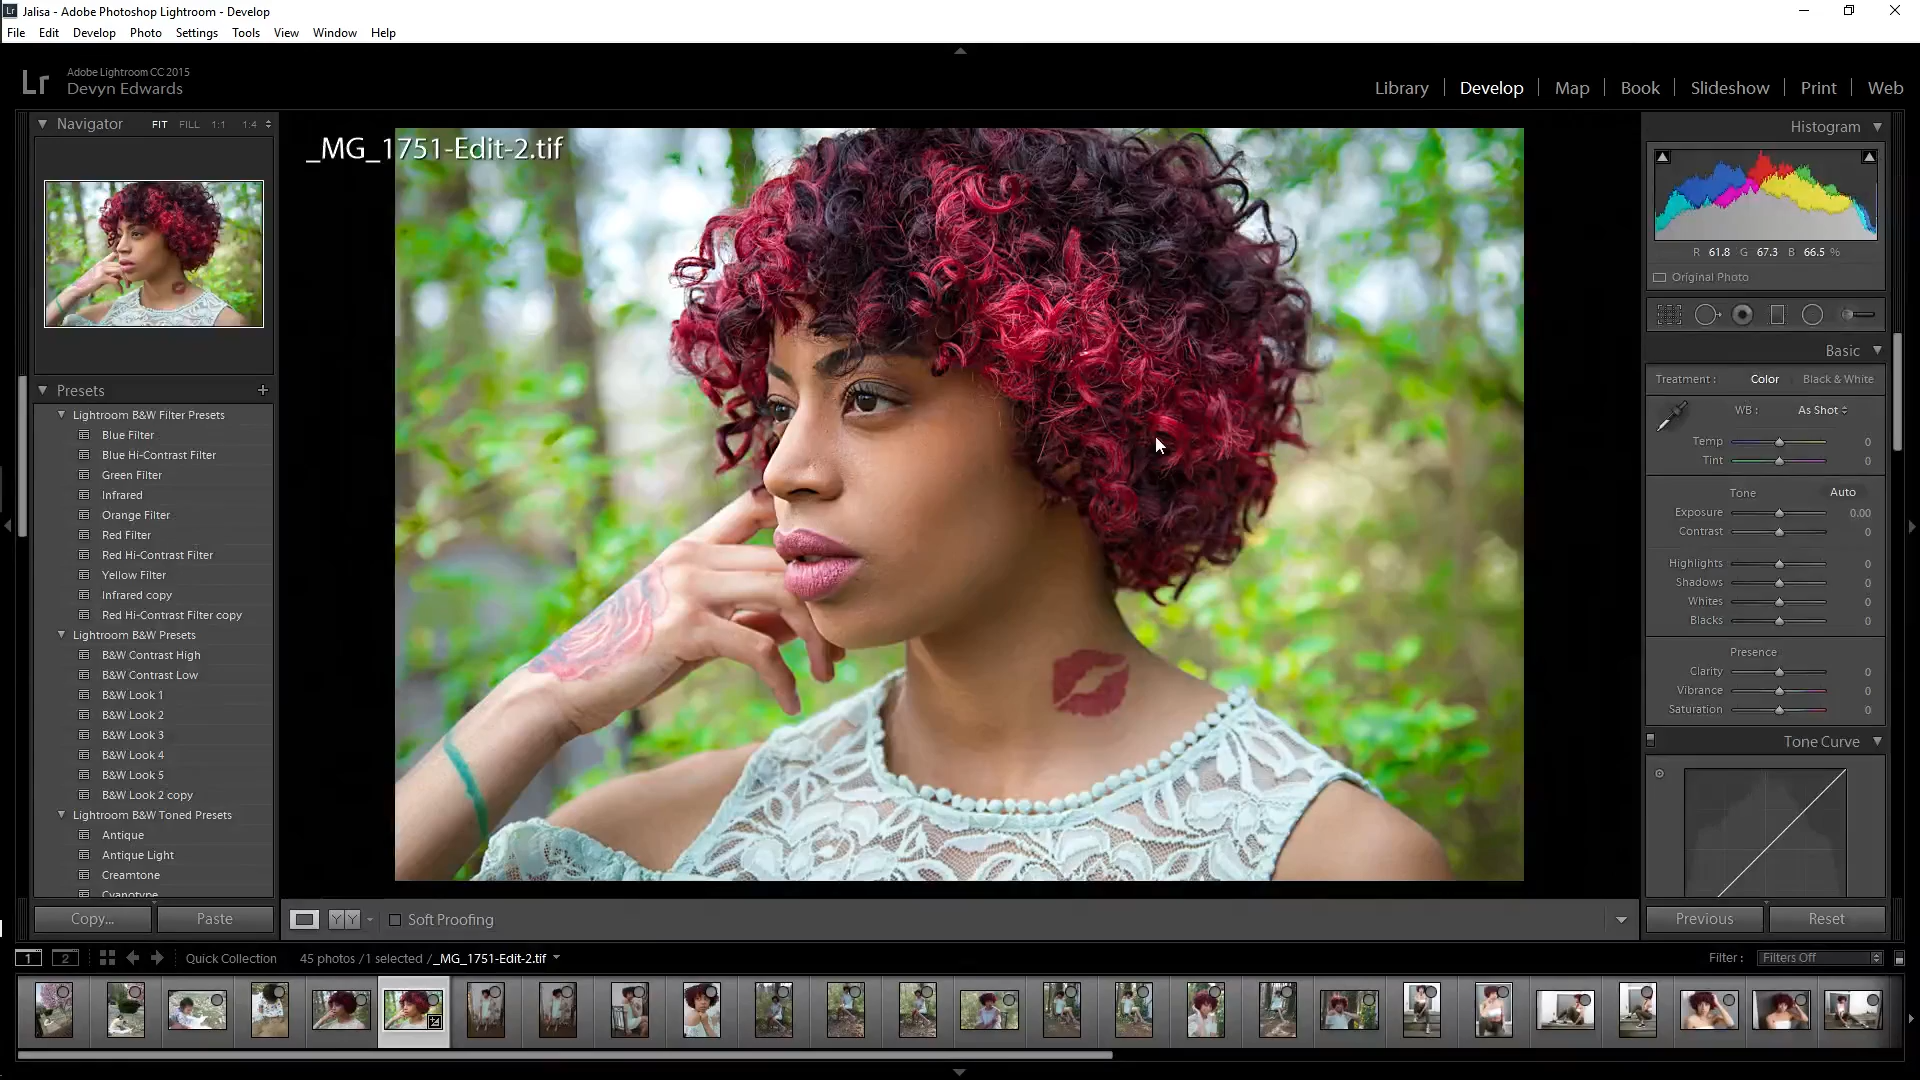 Jalisa - Adobe Photoshop Lightroom - Develop
File Edit Develop Photo Settings Tools View Window Help
Lr
Adobe Lightroom CC 2015
Devyn Edwards
Library Develop Map Book Slideshow Print Web
Navigator FIT FILL 1:1 1:4
_MG_1751-Edit-2.tif
Presets +
Lightroom B&W Filter Presets
Blue Filter
Blue Hi-Contrast Filter
Green Filter
Infrared
Orange Filter
Red Filter
Red Hi-Contrast Filter
Yellow Filter
Infrared copy
Red Hi-Contrast Filter copy
Lightroom B&W Presets
B&W Contrast High
B&W Contrast Low
B&W Look 1
B&W Look 2
B&W Look 3
B&W Look 4
B&W Look 5
B&W Look 2 copy
Lightroom B&W Toned Presets
Antique
Antique Light
Creamtone
Cyanotype
Copy... Paste
Histogram
R 61.8 G 67.3 B 66.5 %
Original Photo
Basic
Treatment : Color Black & White
WB : As Shot
Temp 0
Tint 0
Tone Auto
Exposure 0.00
Contrast 0
Highlights 0
Shadows 0
Whites 0
Blacks 0
Presence
Clarity 0
Vibrance 0
Saturation 0
Tone Curve
Previous Reset
YY Soft Proofing
1 2 Quick Collection 45 photos /1 selected /_MG_1751-Edit-2.tif
Filter : Filters Off